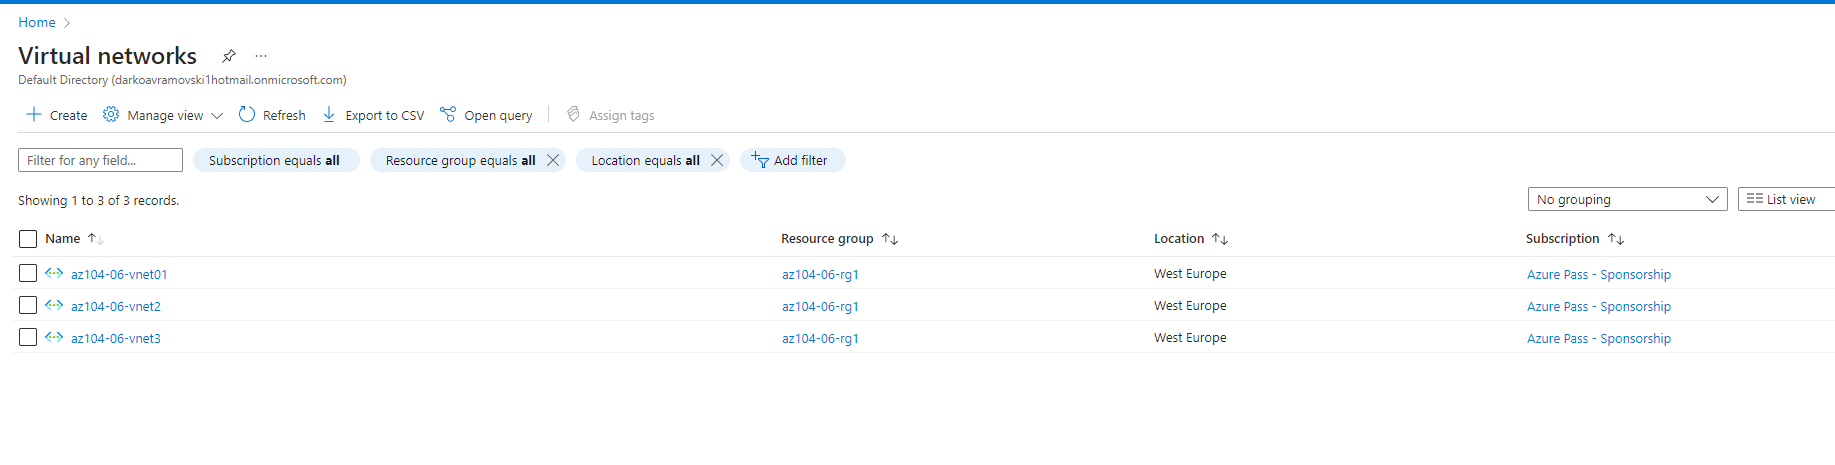 Home
Virtual networks
Default Directory (darkoavramovski1hotmail.onmicrosoft.com)
Create Manage view Refresh Export to CSV Open query Assign tags
Filter for any field... Subscription equals all Resource group equals all Location equals all Add filter
Showing 1 to 3 of 3 records. No grouping List view
Name Resource group Location Subscription
az104-06-vnet01 az104-06-rg1 West Europe Azure Pass - Sponsorship
az104-06-vnet2 az104-06-rg1 West Europe Azure Pass - Sponsorship
az104-06-vnet3 az104-06-rg1 West Europe Azure Pass - Sponsorship